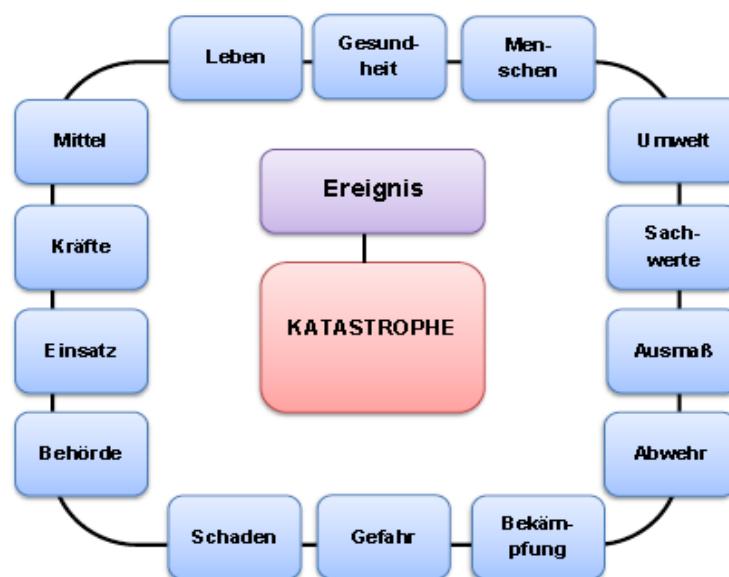 Leben
Gesund-
heit
Men-
schen
Mittel
Umwelt
Ereignis
Kräfte
Sach-
werte
KATASTROPHE
Einsatz
Ausmaß
Behörde
Abwehr
Schaden
Gefahr
Bekäm-
pfung